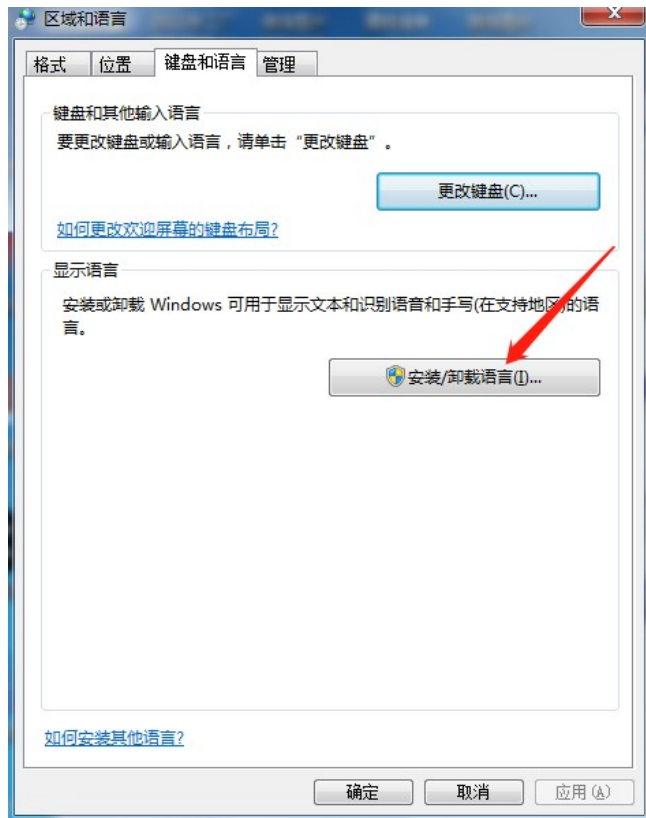 区域和语言
格式 位置 键盘和语言 管理
键盘和其他输入语言
要更改键盘或输入语言，请单击“更改键盘”。
更改键盘(C)...
如何更改欢迎屏幕的键盘布局?
显示语言
安装或卸载 Windows 可用于显示文本和识别语音和手写(在支持地区)的语
言。
安装/卸载语言(I)...
如何安装其他语言?
确定 取消 应用(A)